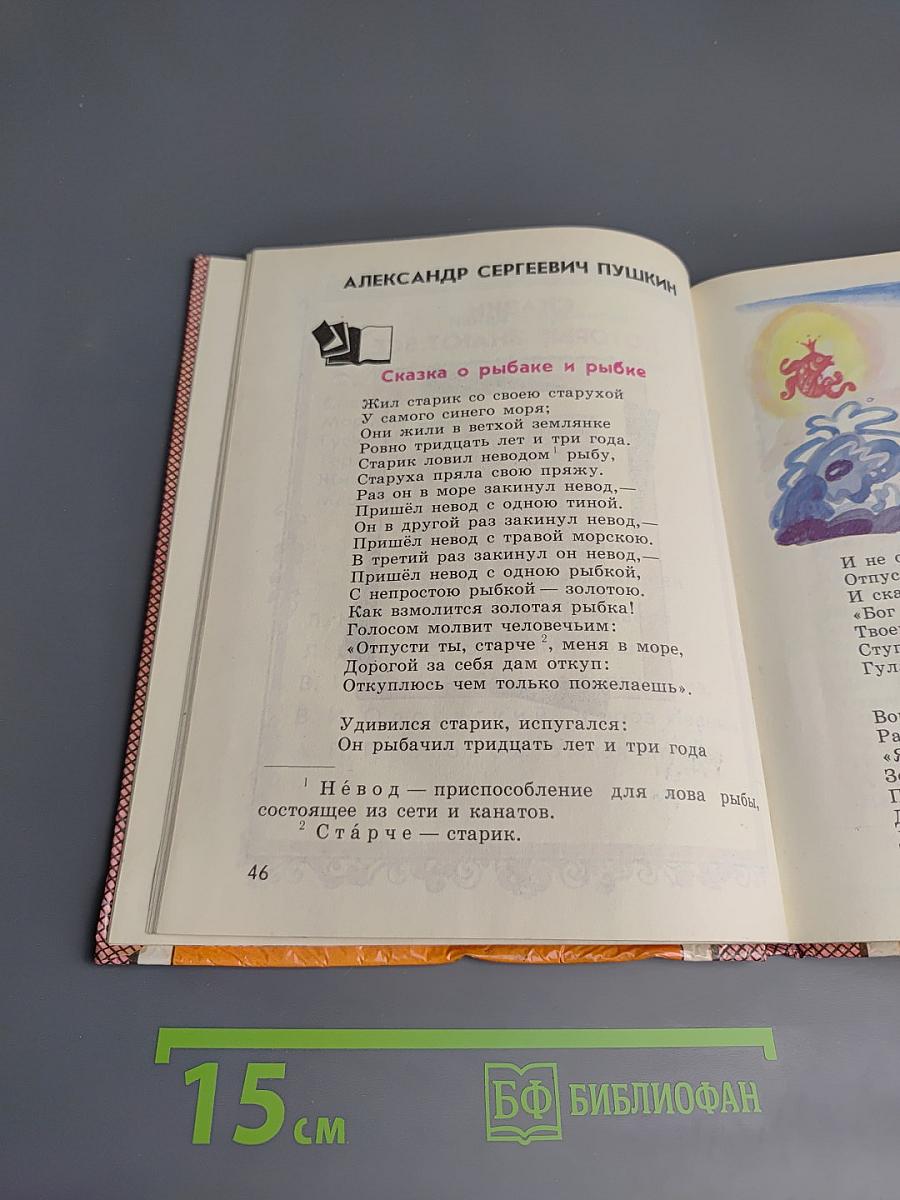 АЛЕКСАНДР СЕРГЕЕВИЧ ПУШКИН
Сказка о рыбаке и рыбке
Жил старик со своею старухой
У самого синего моря;
Они жили в ветхой землянке
Ровно тридцать лет и три года.
Старик ловил неводом¹ рыбу,
Старуха пряла свою пряжу.
Раз он в море закинул невод,—
Пришёл невод с одною тиной.
Он в другой раз закинул невод,—
Пришёл невод с травой морскою.
В третий раз закинул он невод,—
Пришёл невод с одною рыбкой,
С непростою рыбкой — золотою.
Как взмолится золотая рыбка!
Голосом молвит человечьим:
«Отпусти ты, старче², меня в море,
Дорогой за себя дам откуп:
Откуплюсь чем только пожелаешь».
Удивился старик, испугался:
Он рыбачил тридцать лет и три года
¹ Не́вод — приспособление для лова рыбы,
состоящее из сети и канатов.
² Ста́рче — старик.
46
И не
«Бог
15 см
БФ БИБЛИОФАН